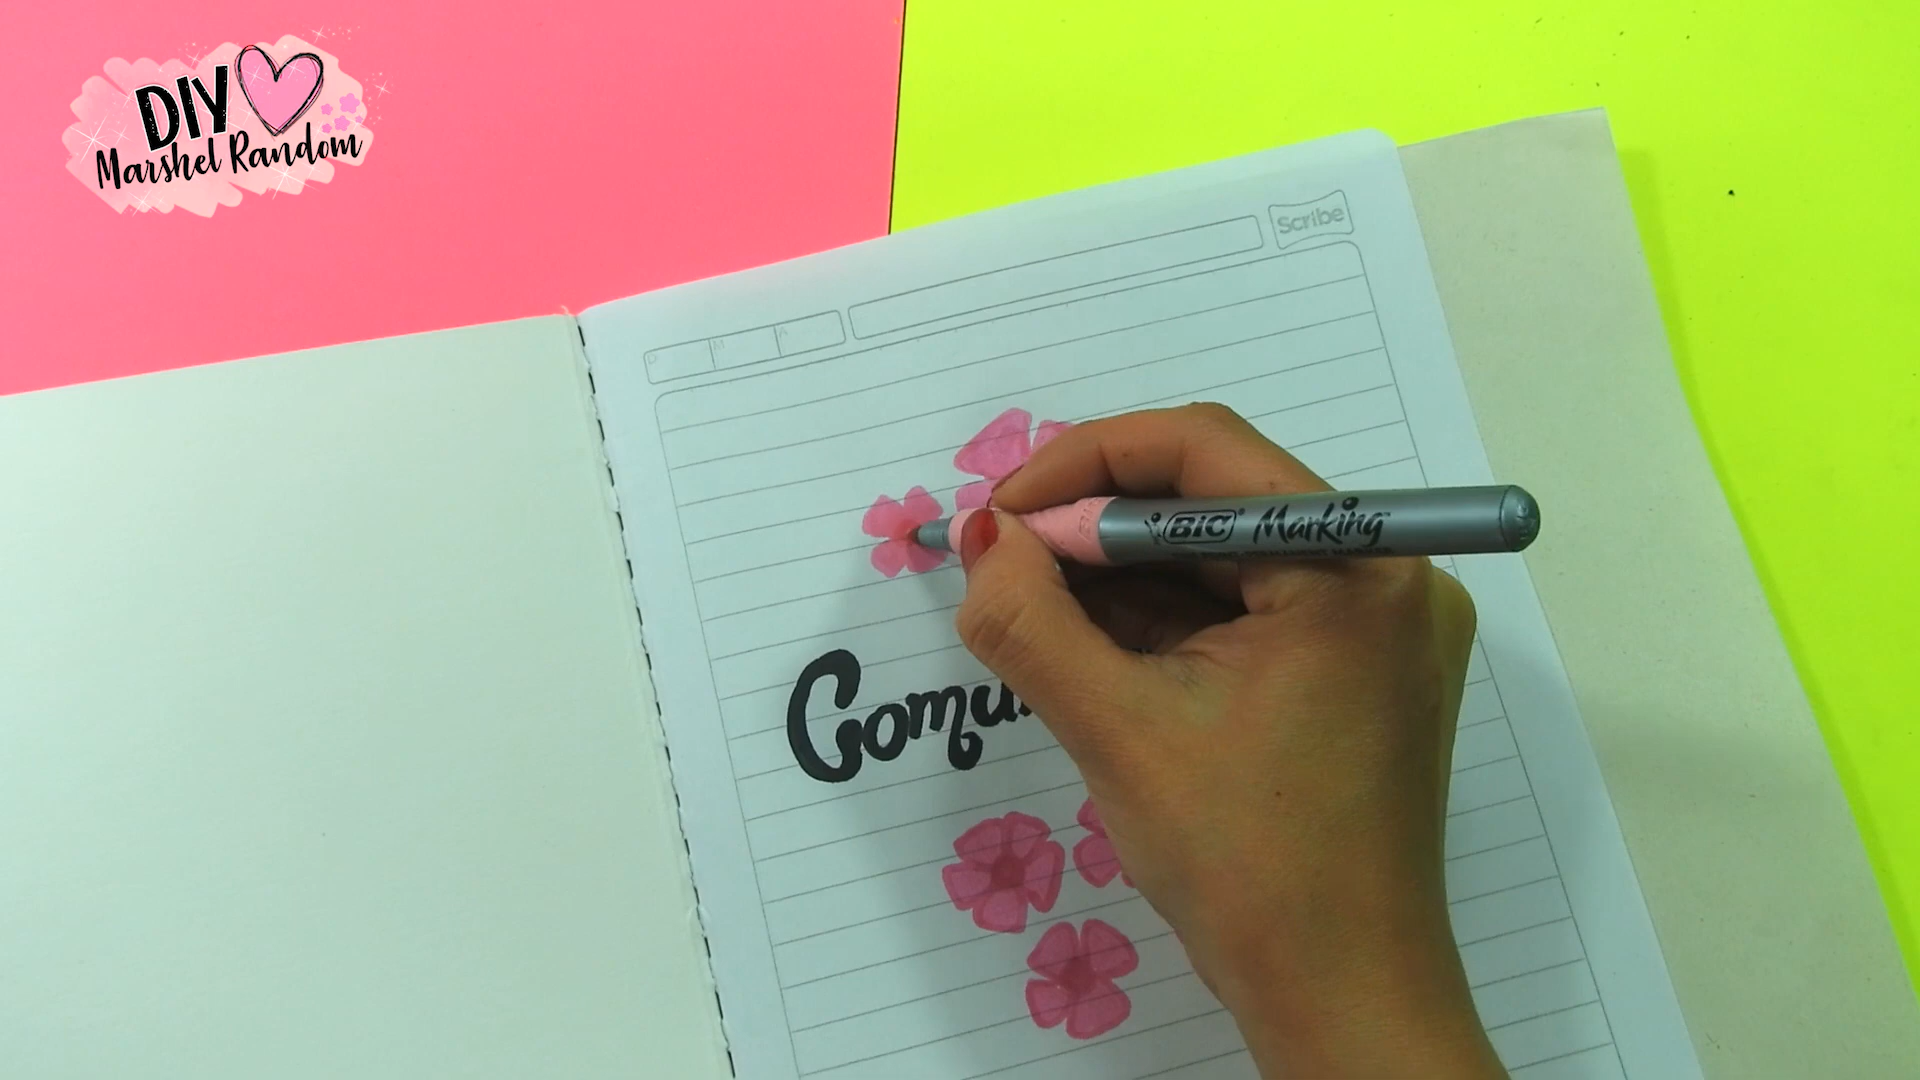 DIY
Marshel Random
Scribe
D M A
BIC Marking
Comu